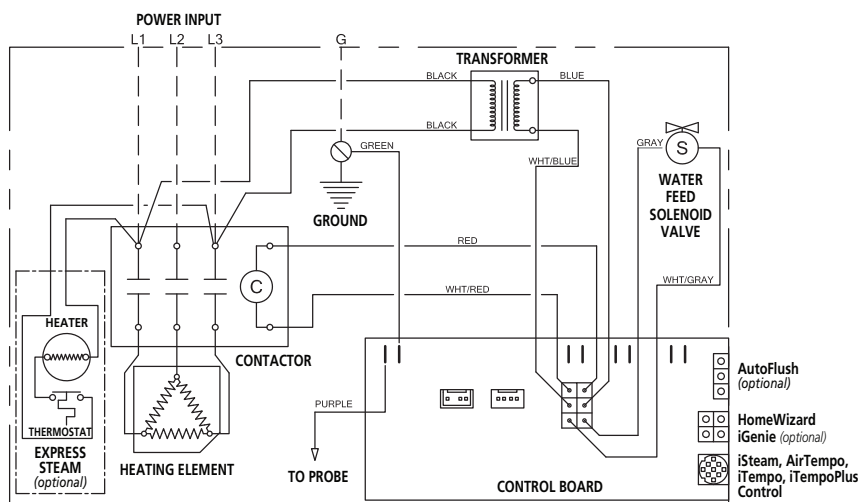 POWER INPUT
L1 L2 L3 G
TRANSFORMER
BLACK
BLUE
BLACK
GREEN
WHT/BLUE
GRAY
S
WATER
FEED
SOLENOID
VALVE
GROUND
RED
C
WHT/RED
WHT/GRAY
HEATER
CONTACTOR
PURPLE
THERMOSTAT
EXPRESS
STEAM
(optional)
HEATING ELEMENT
TO PROBE
CONTROL BOARD
AutoFlush
(optional)
HomeWizard
iGenie (optional)
iSteam, AirTempo,
iTempo, iTempoPlus
Control